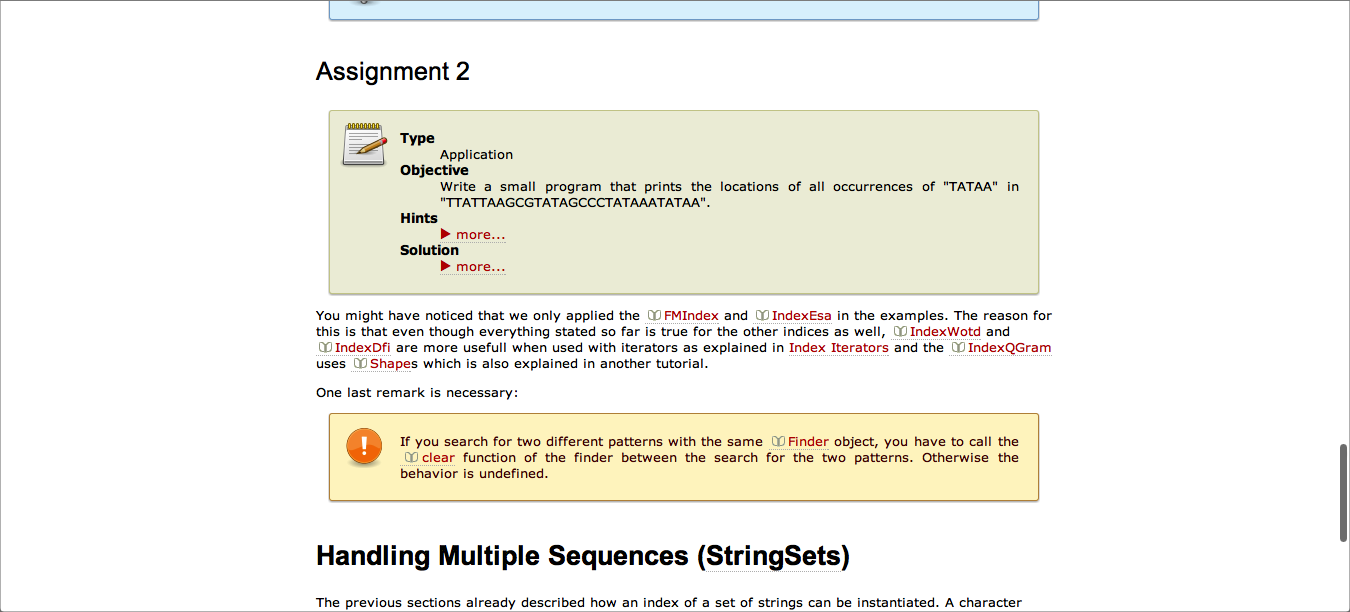 Assignment 2
Type
Application
Objective
Write a small program that prints the locations of all occurrences of "TATAA" in
"TTATTAAGCGTATAGCCCTATAAATATAA".
Hints
more...
Solution
more...
You might have noticed that we only applied the FMIndex and IndexEsa in the examples. The reason for
this is that even though everything stated so far is true for the other indices as well, IndexWotd and
IndexDfi are more usefull when used with iterators as explained in Index Iterators and the IndexQGram
uses Shapes which is also explained in another tutorial.
One last remark is necessary:
If you search for two different patterns with the same Finder object, you have to call the
clear function of the finder between the search for the two patterns. Otherwise the
behavior is undefined.
Handling Multiple Sequences (StringSets)
The previous sections already described how an index of a set of strings can be instantiated. A character